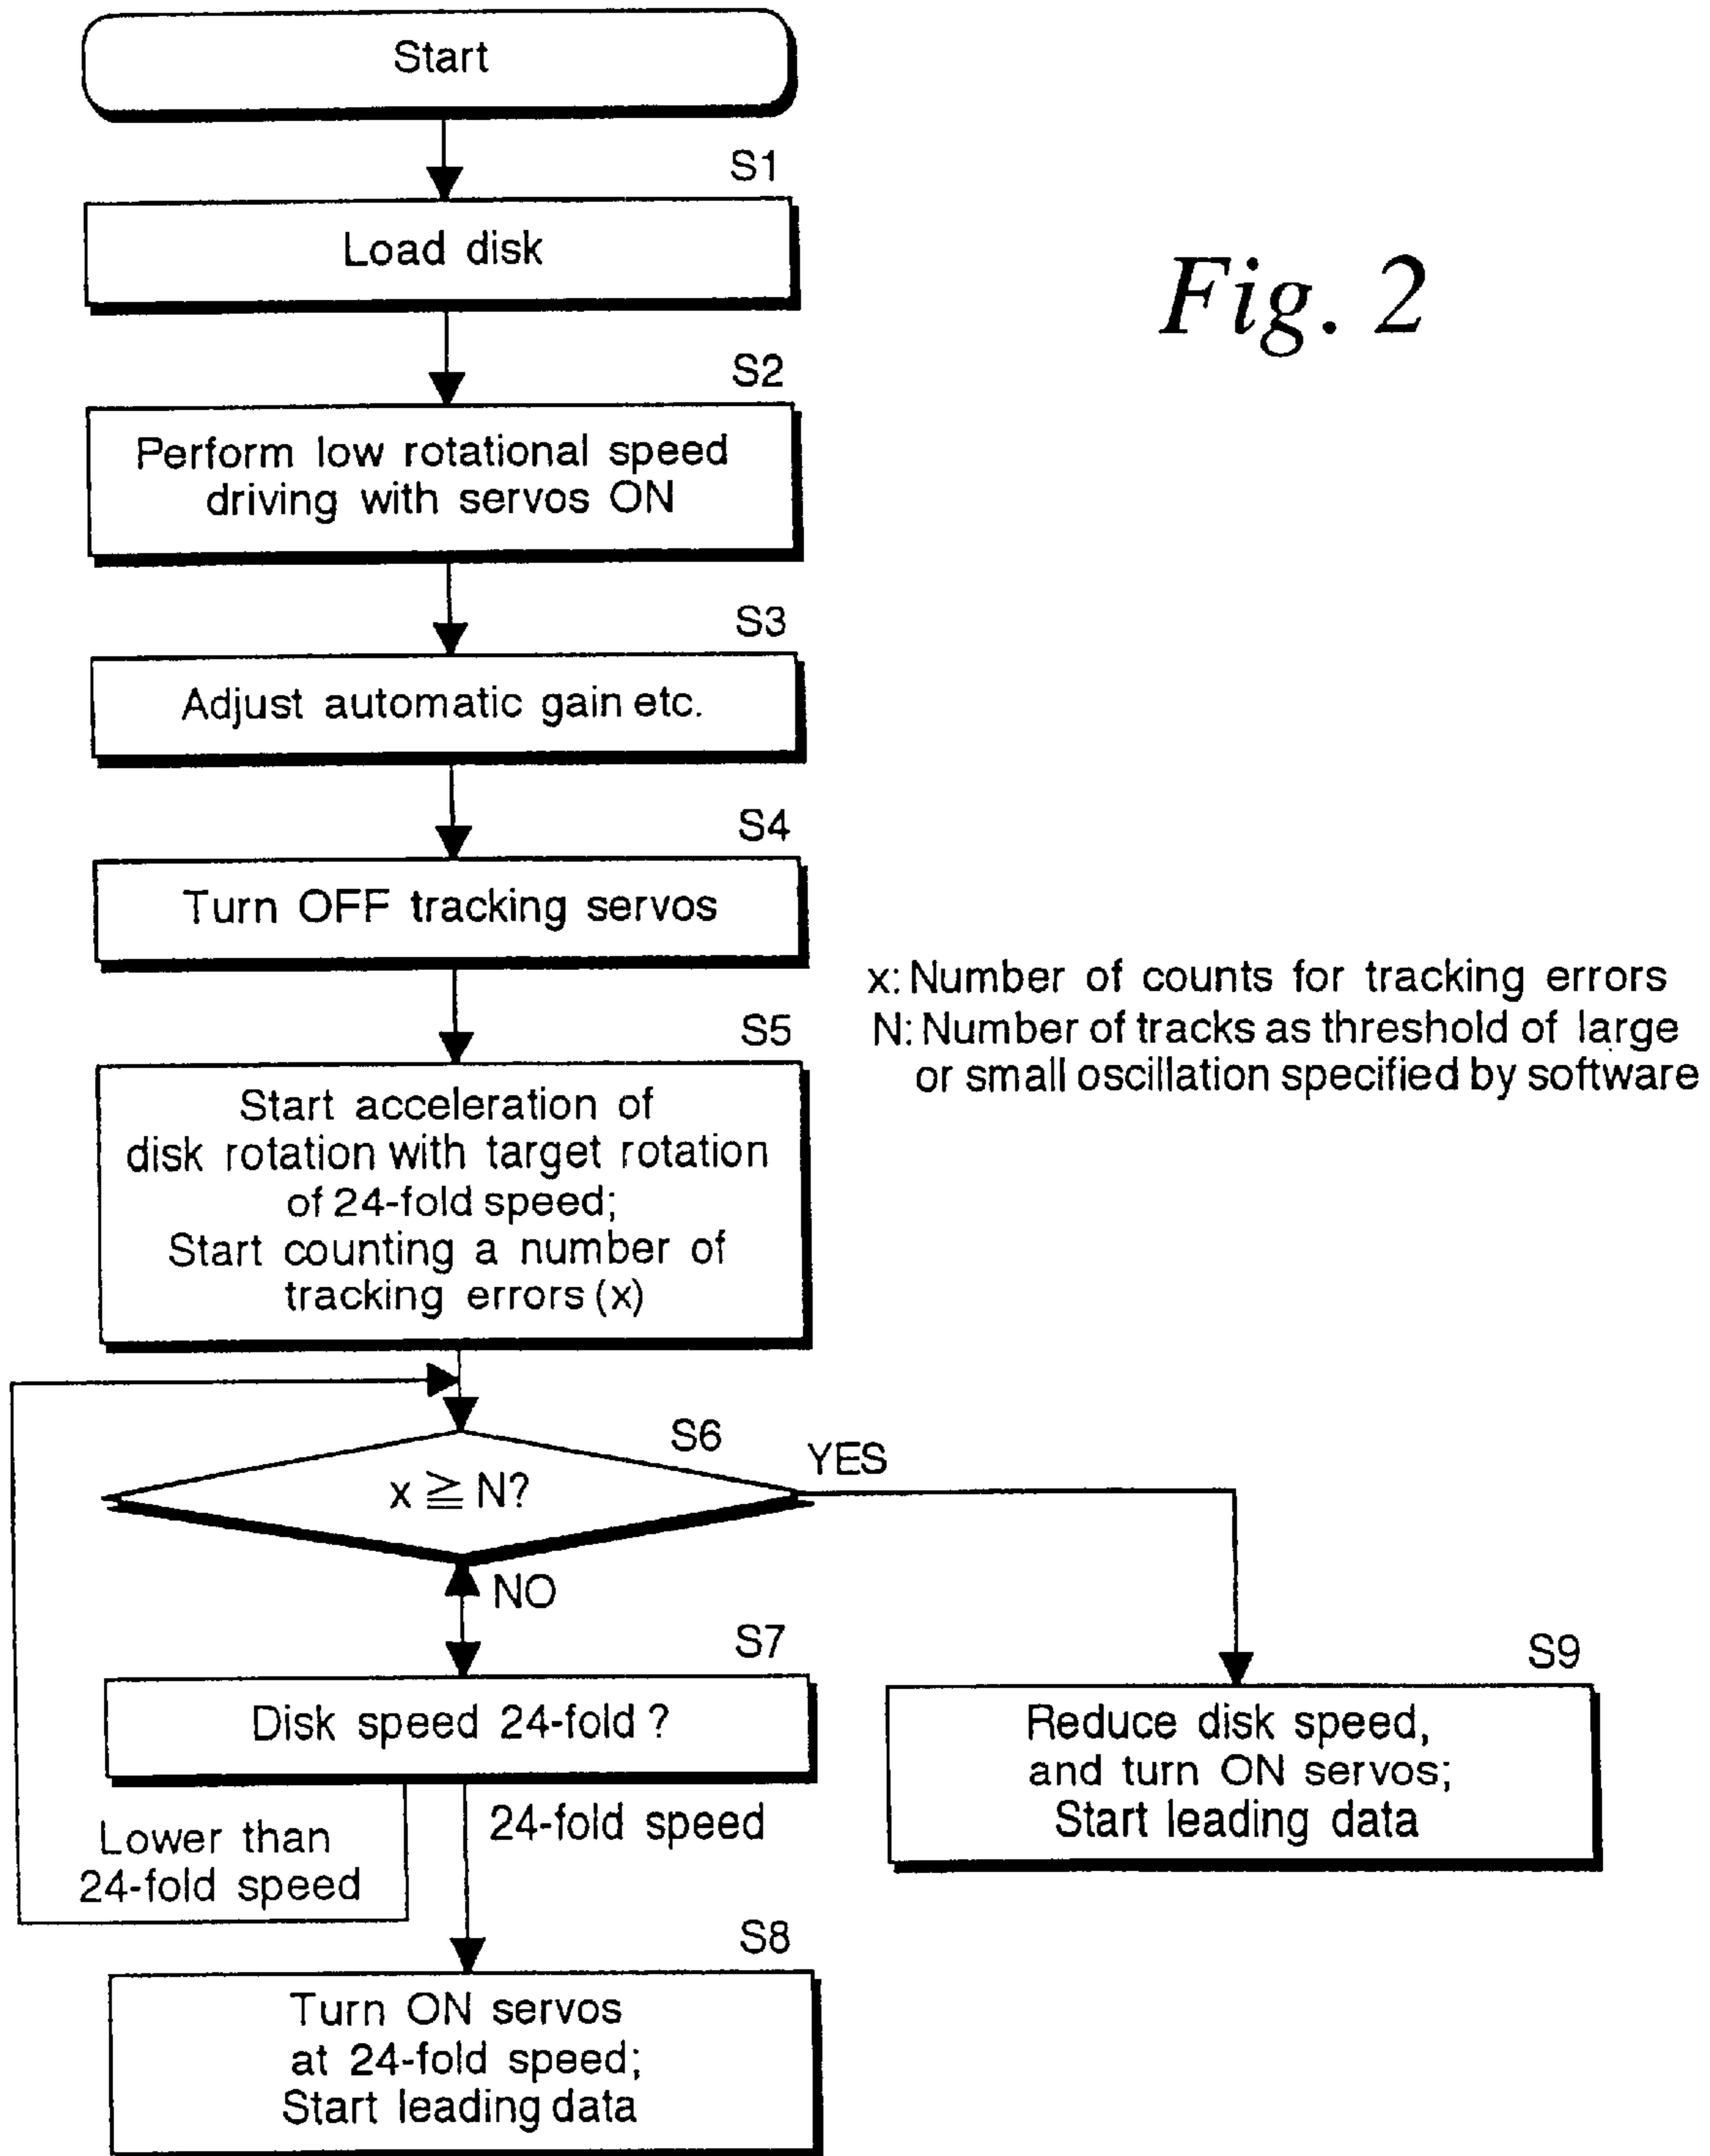 Start
S1
Load disk
Fig. 2
S2
Perform low rotational speed
driving with servos ON
S3
Adjust automatic gain etc.
S4
Turn OFF tracking servos
x: Number of counts for tracking errors
N: Number of tracks as threshold of large
or small oscillation specified by software
S5
Start acceleration of
disk rotation with target rotation
of 24-fold speed;
Start counting a number of
tracking errors (x)
S6
x ≧ N?
YES
NO
S7
Disk speed 24-fold ?
Lower than
24-fold speed
24-fold speed
S9
Reduce disk speed,
and turn ON servos;
Start leading data
S8
Turn ON servos
at 24-fold speed;
Start leading data